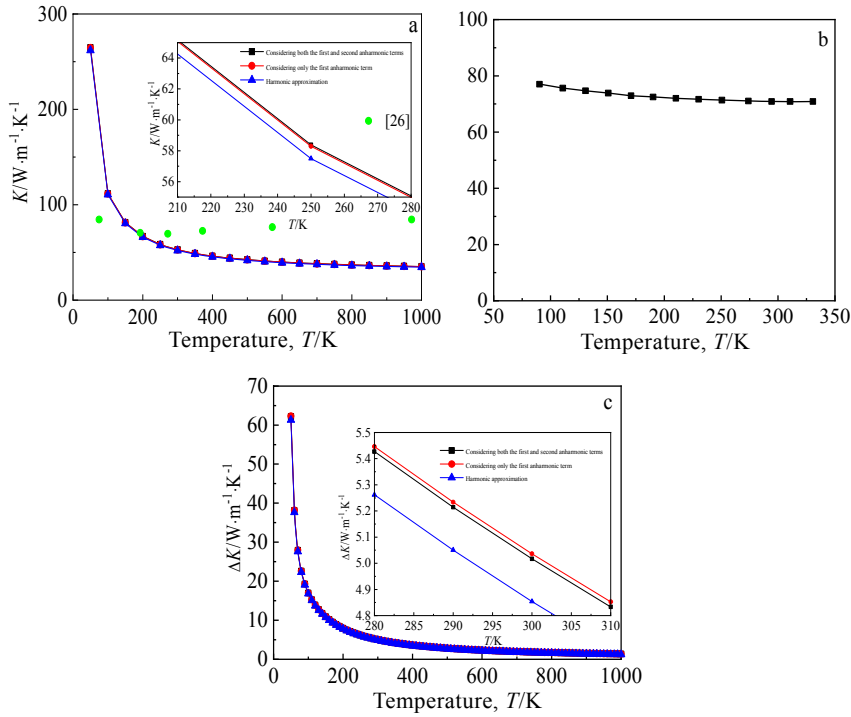 a
300
250
200
150
100
50
0
K/W·m⁻¹·K⁻¹
0 200 400 600 800 1000
Temperature, T/K
64
62
60
58
56
K/W·m⁻¹·K⁻¹
210 220 230 240 250 260 270 280
T/K
Considering both the first and second anharmonic terms
Considering only the first anharmonic term
Harmonic approximation
[26]
b
100
80
60
40
20
0
50 100 150 200 250 300 350
Temperature, T/K
c
70
60
50
40
30
20
10
0
ΔK/W·m⁻¹·K⁻¹
0 200 400 600 800 1000
Temperature, T/K
5.5
5.4
5.3
5.2
5.1
5.0
4.9
4.8
ΔK/W·m⁻¹·K⁻¹
280 285 290 295 300 305 310
T/K
Considering both the first and second anharmonic terms
Considering only the first anharmonic term
Harmonic approximation